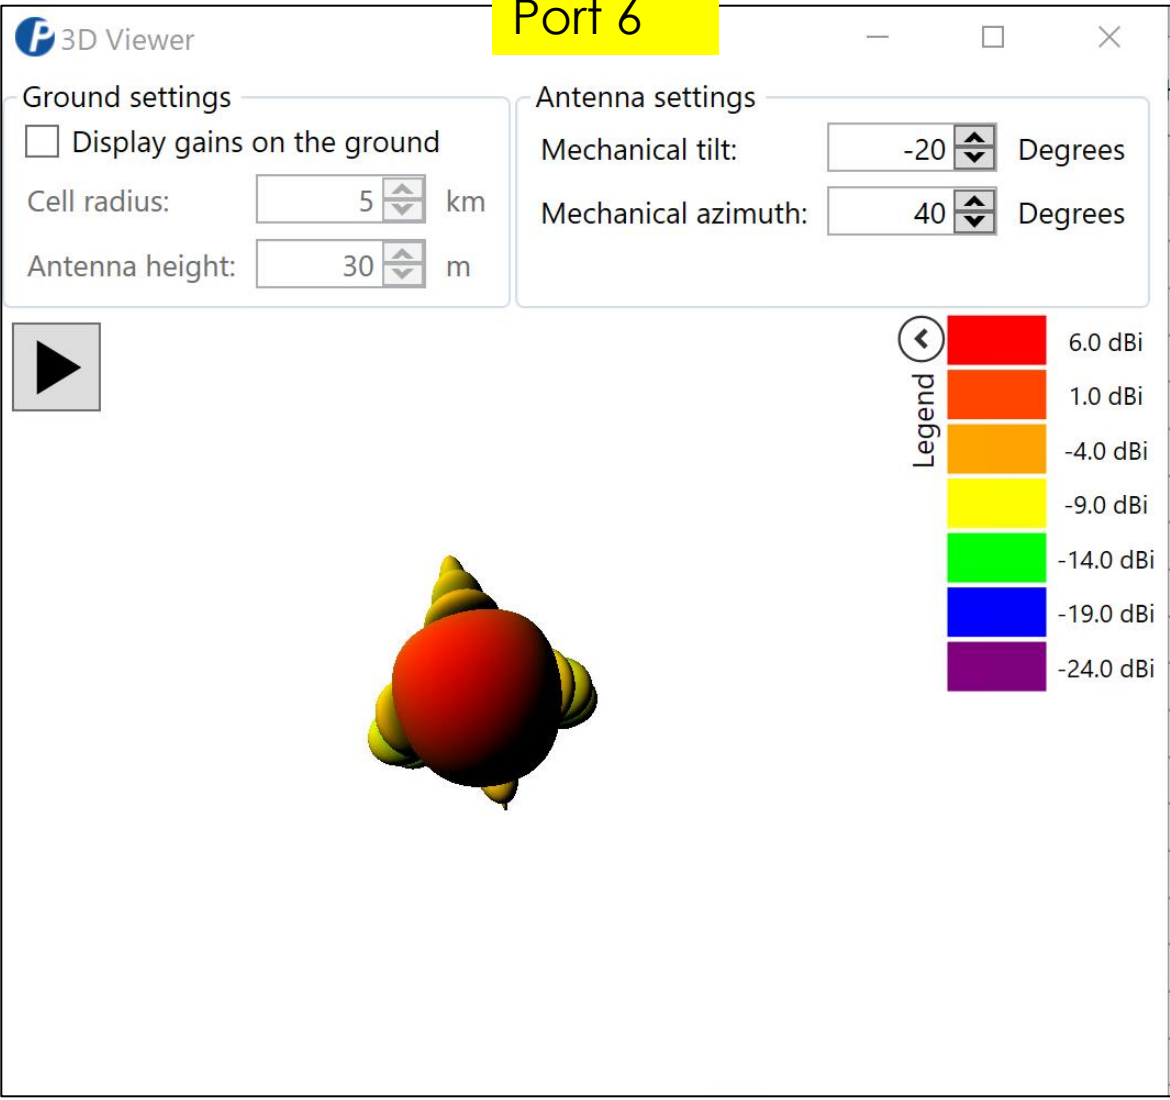 Port 6
3D Viewer
Ground settings
Display gains on the ground
Cell radius: 5 km
Antenna height: 30 m
Antenna settings
Mechanical tilt: -20 Degrees
Mechanical azimuth: 40 Degrees
Legend
6.0 dBi
1.0 dBi
-4.0 dBi
-9.0 dBi
-14.0 dBi
-19.0 dBi
-24.0 dBi